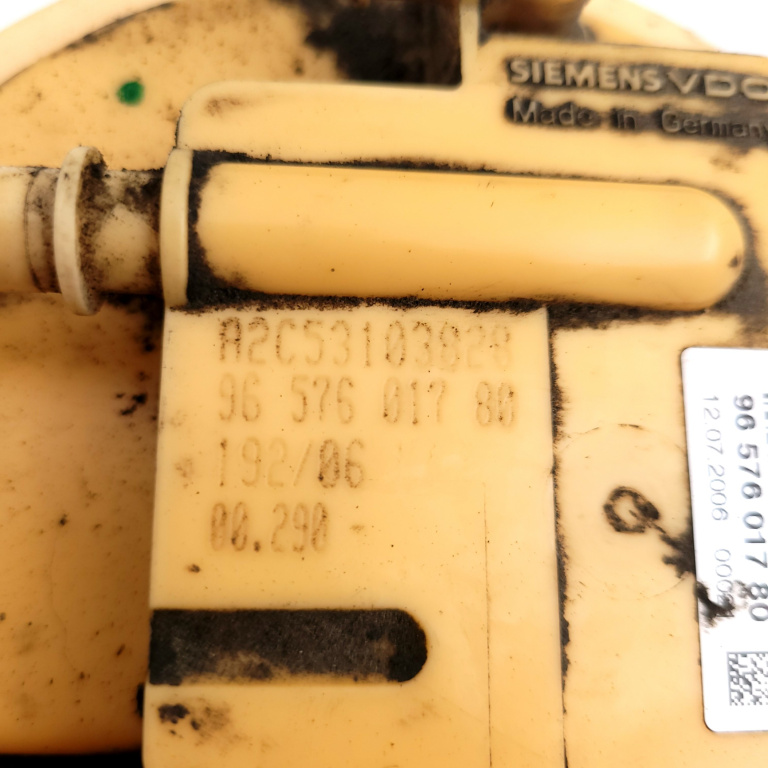 SIEMENS VDO
Made in Germany
A2C53103828
96 576 017 80
192/06
00.290
96 576 017 80
12.07.2006 000